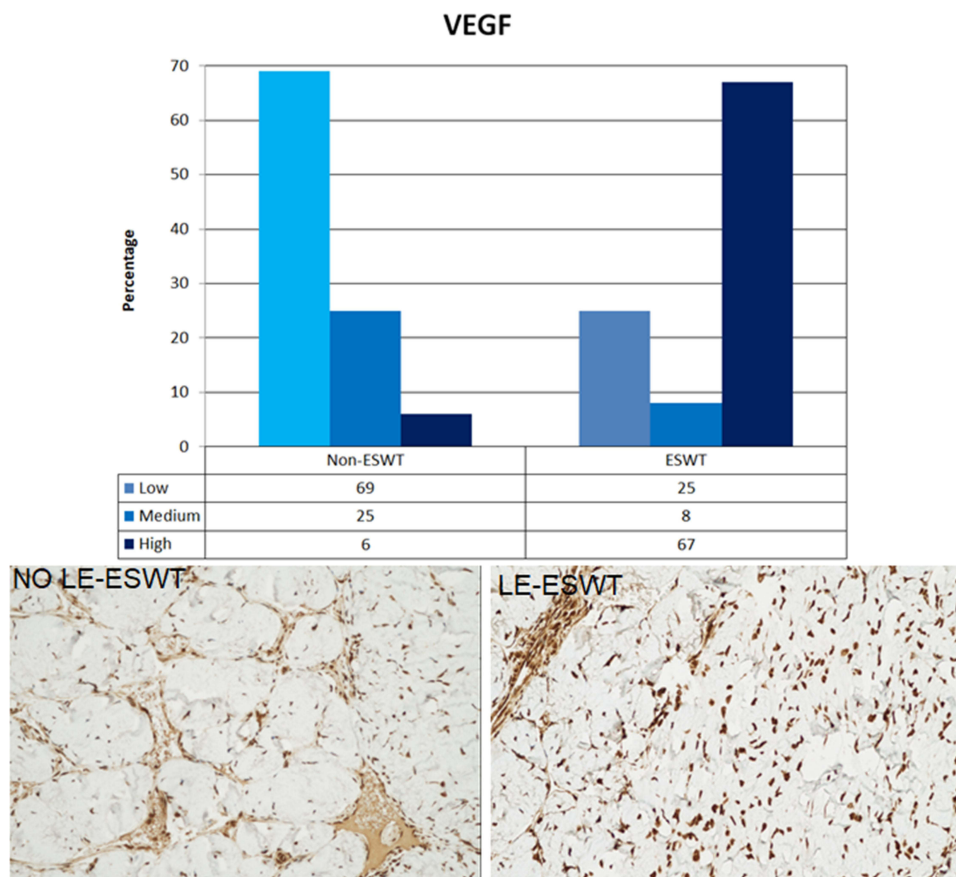 VEGF
70
60
50
40
30
20
10
0
Percentage
Non-ESWT ESWT
Low 69 25
Medium 25 8
High 6 67
NO LE-ESWT LE-ESWT